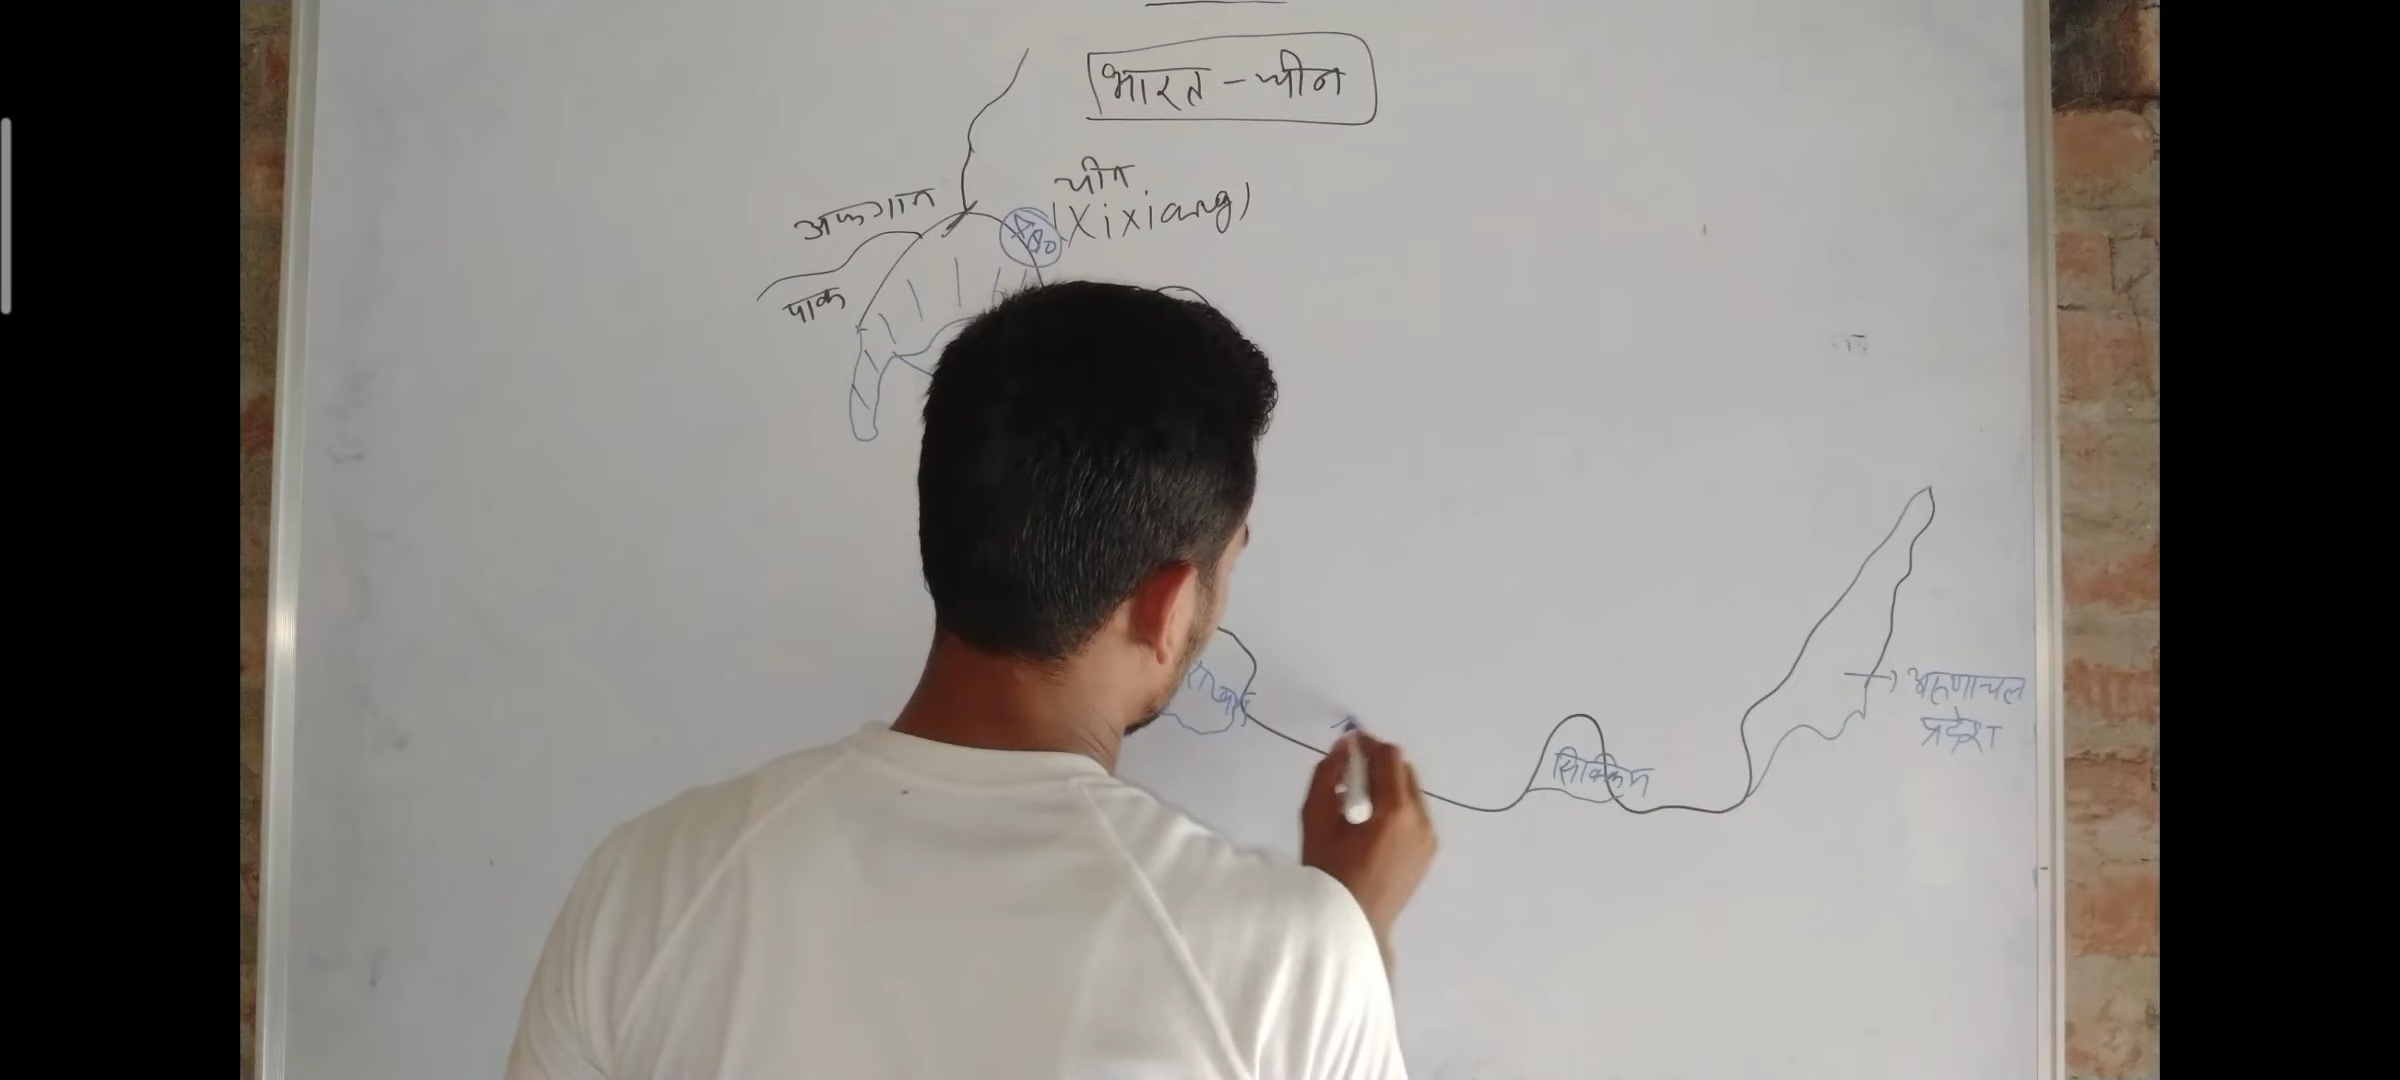 भारत - चीन
चीन
(Xixiang)
अफगान
पाक
सिक्किम
अरुणाचल
प्रदेश